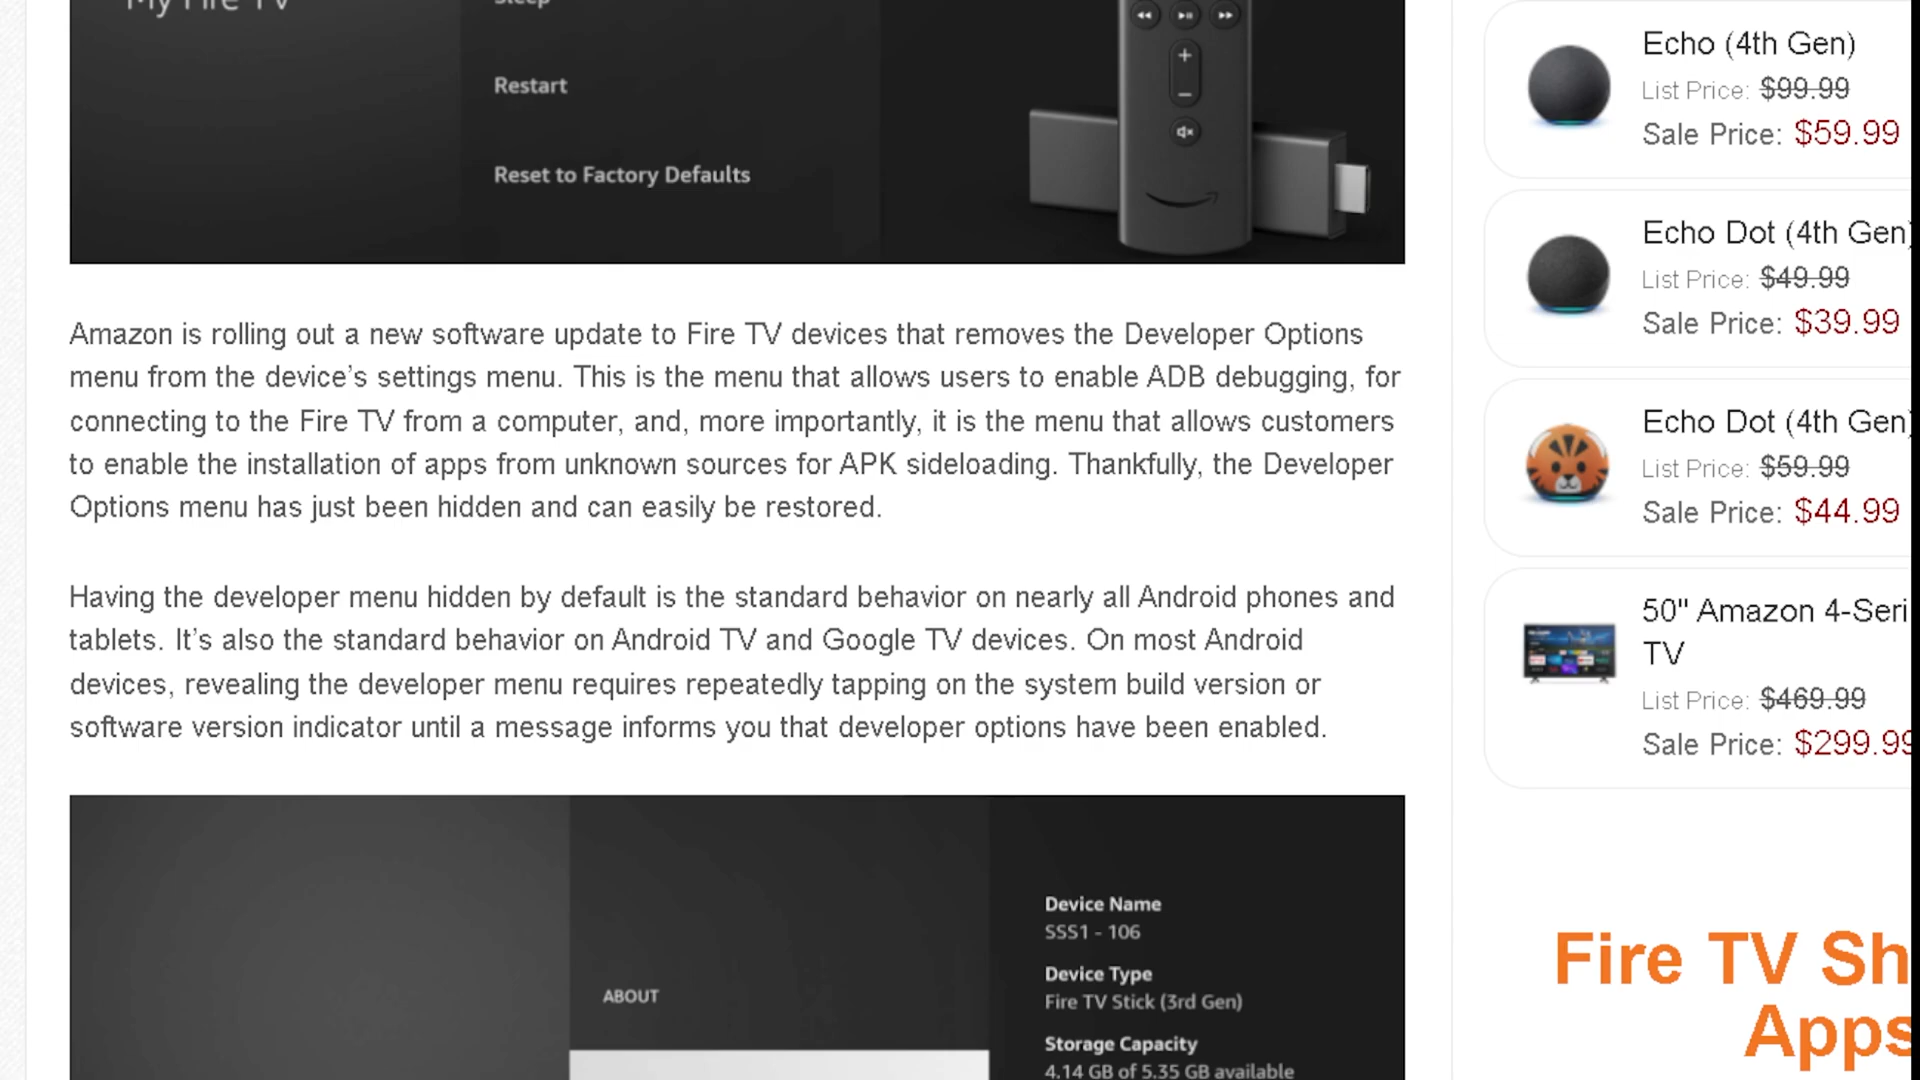 My Fire TV
Sleep
Restart
Reset to Factory Defaults
Amazon is rolling out a new software update to Fire TV devices that removes the Developer Options
menu from the device’s settings menu. This is the menu that allows users to enable ADB debugging, for
connecting to the Fire TV from a computer, and, more importantly, it is the menu that allows customers
to enable the installation of apps from unknown sources for APK sideloading. Thankfully, the Developer
Options menu has just been hidden and can easily be restored.
Having the developer menu hidden by default is the standard behavior on nearly all Android phones and
tablets. It’s also the standard behavior on Android TV and Google TV devices. On most Android
devices, revealing the developer menu requires repeatedly tapping on the system build version or
software version indicator until a message informs you that developer options have been enabled.
ABOUT
Device Name
SSS1 - 106
Device Type
Fire TV Stick (3rd Gen)
Storage Capacity
4.14 GB of 5.35 GB available
Echo (4th Gen)
List Price: $99.99
Sale Price: $59.99
Echo Dot (4th Gen)
List Price: $49.99
Sale Price: $39.99
Echo Dot (4th Gen)
List Price: $59.99
Sale Price: $44.99
50" Amazon 4-Seri
TV
List Price: $469.99
Sale Price: $299.99
Fire TV Sh
Apps